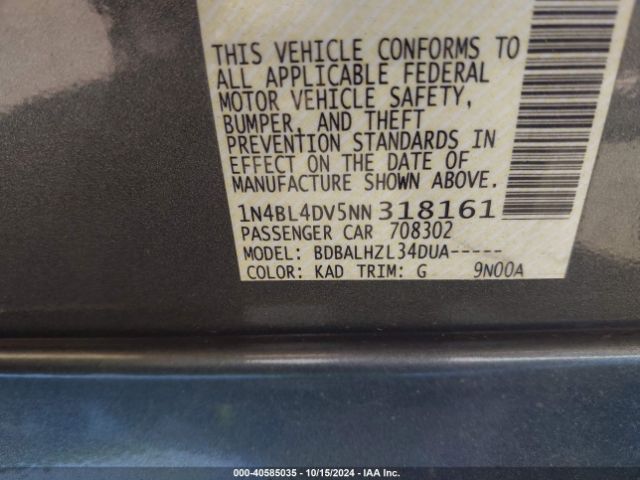 THIS VEHICLE CONFORMS TO
ALL APPLICABLE FEDERAL
MOTOR VEHICLE SAFETY,
BUMPER, AND THEFT
PREVENTION STANDARDS IN
EFFECT ON THE DATE OF
MANUFACTURE SHOWN ABOVE.
1N4BL4DV5NN318161
PASSENGER CAR 708302
MODEL: BDBALHZL34DUA-----
COLOR: KAD TRIM: G 9N00A
000-40585035 - 10/15/2024 - IAA Inc.